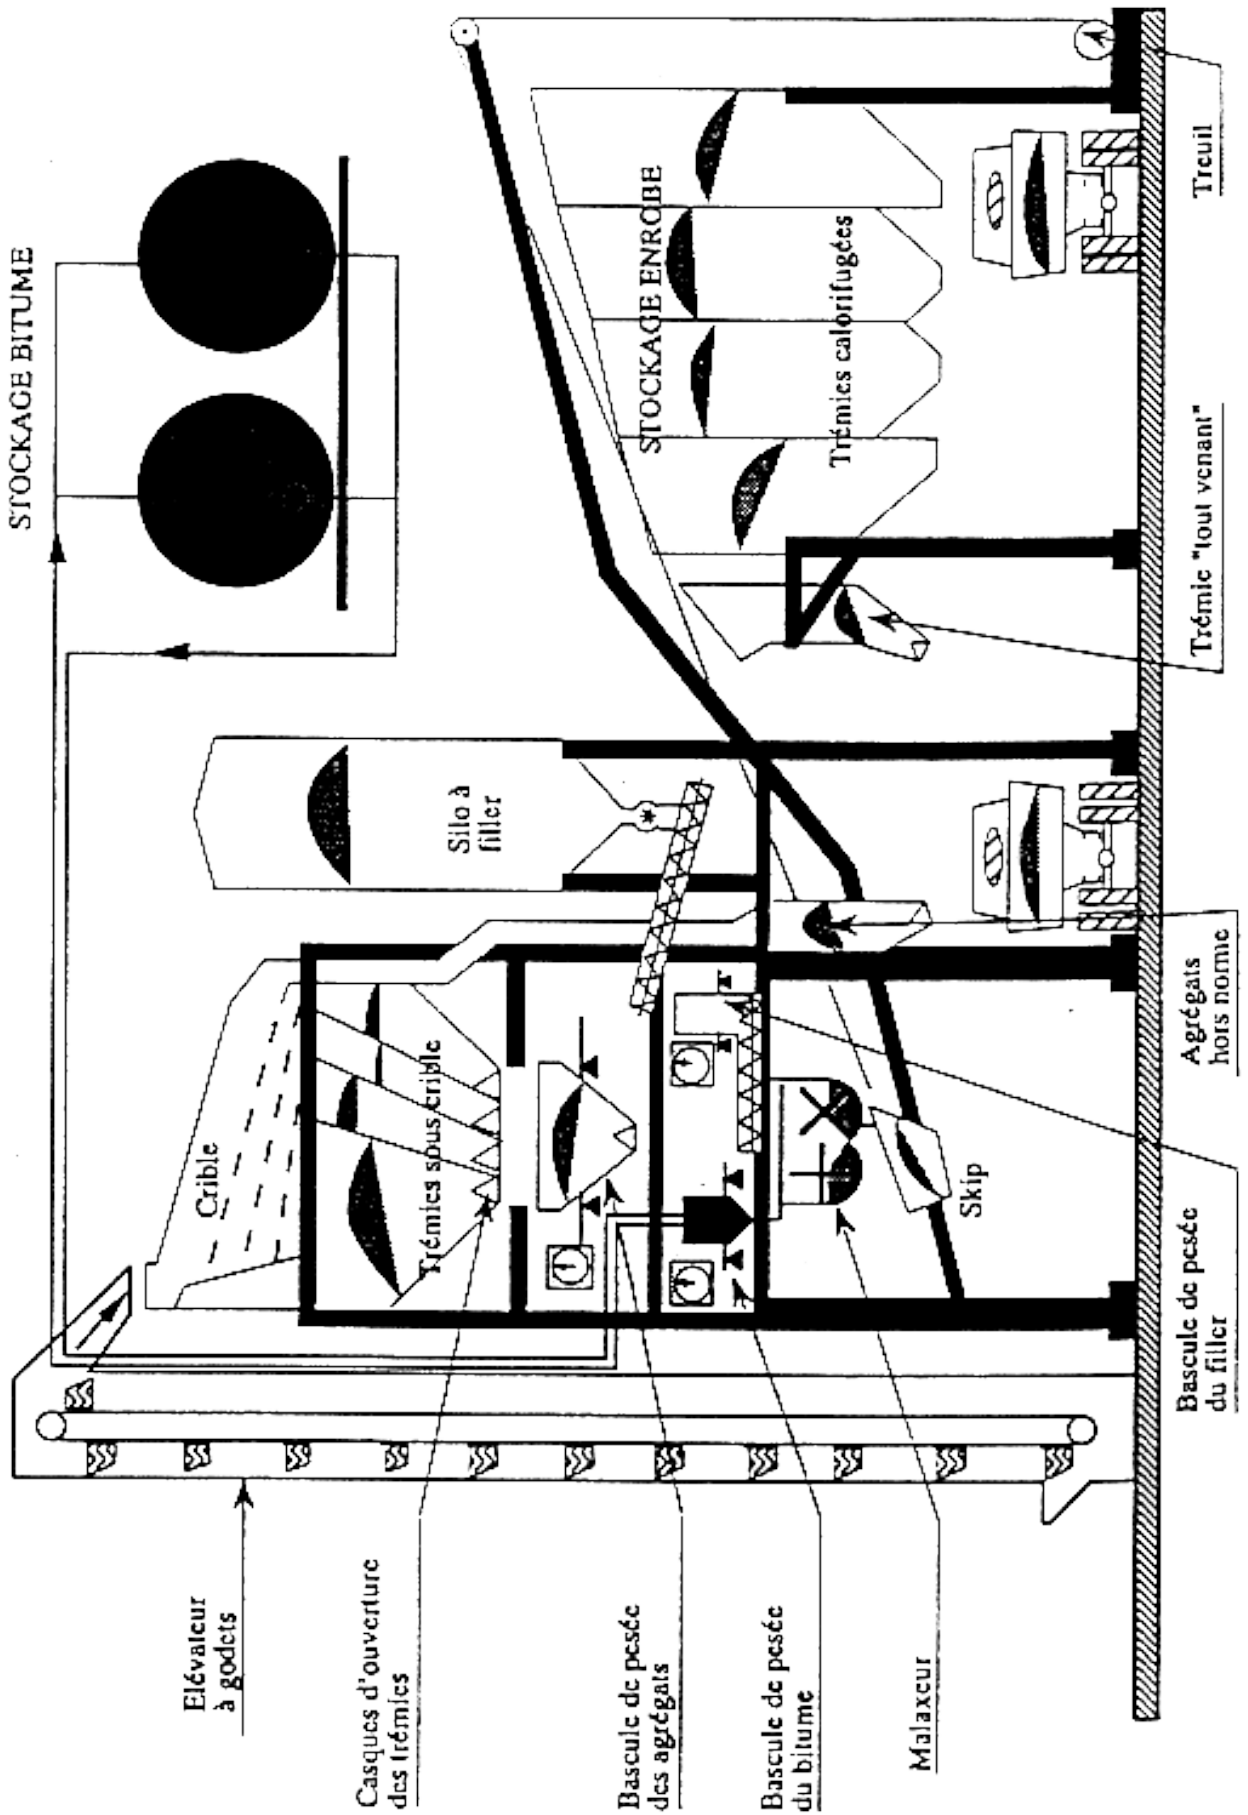 STOCKAGE BITUME
Crible
Silo à
filler
STOCKAGE ENROBE
Trémies calorifugées
Trémies sous crible
Elévateur
à godets
Casques d'ouverture
des trémies
Bascule de pesée
des agrégats
Bascule de pesée
du bitume
Malaxeur
Skip
Bascule de pesée
du filler
Agrégats
hors norme
Trémie "tout venant"
Treuil